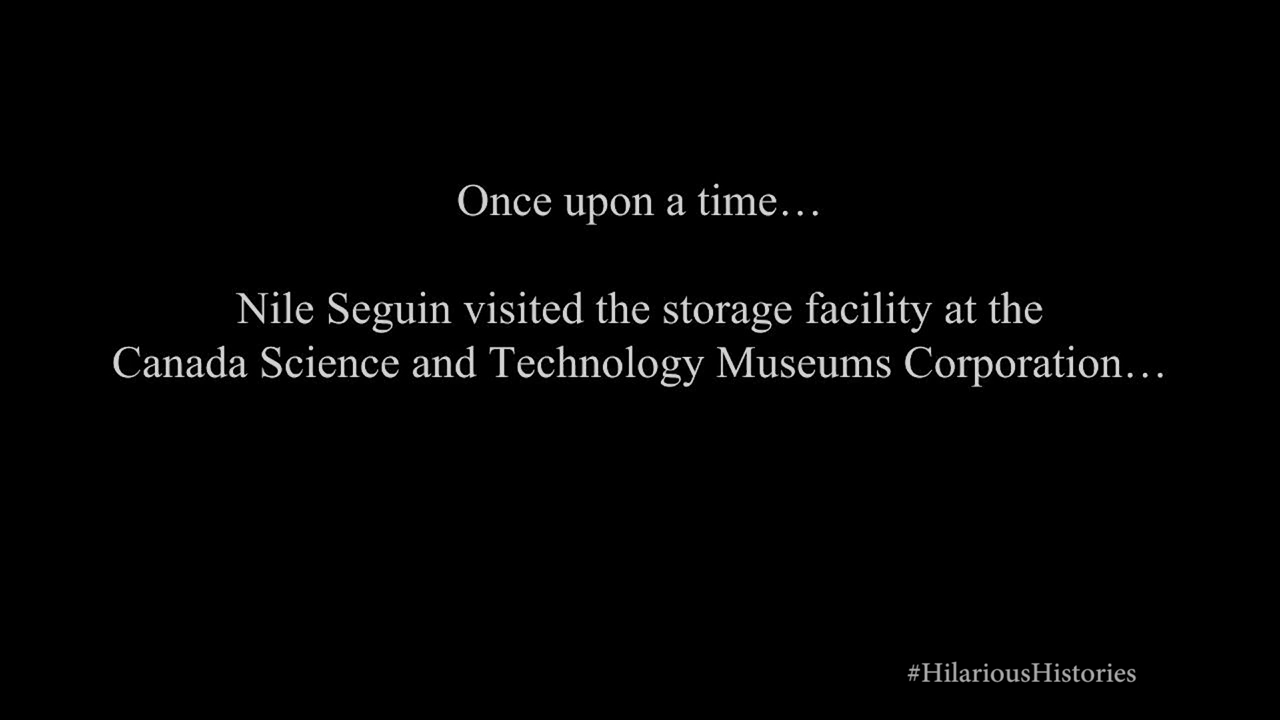 Once upon a time…
Nile Seguin visited the storage facility at the
Canada Science and Technology Museums Corporation…
#HilariousHistories